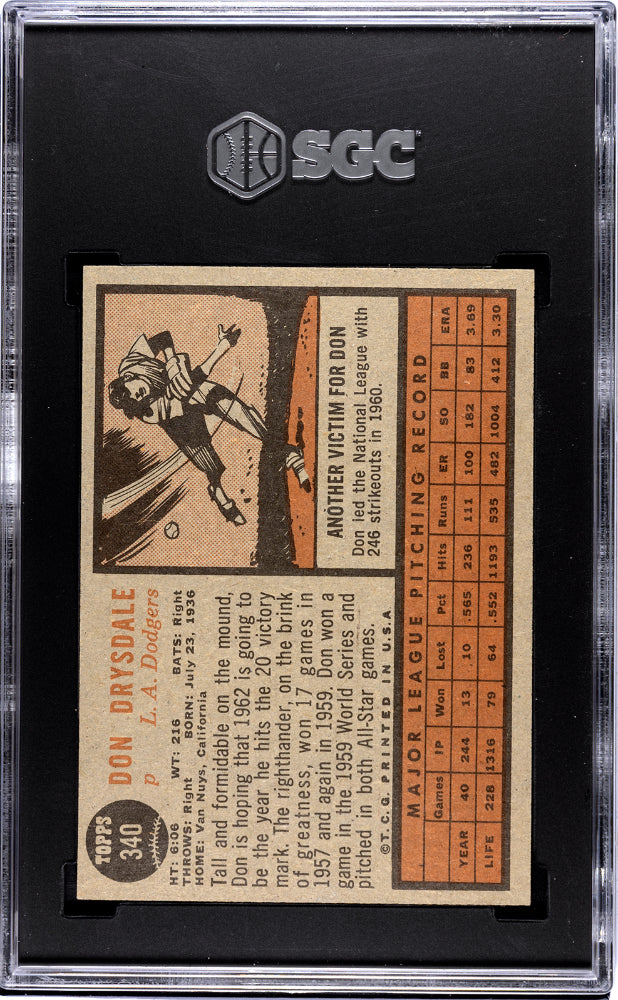 SGC
TOPPS
340
DON DRYSDALE
p L.A. Dodgers
HT: 6:06 WT: 216 BATS: Right
THROWS: Right BORN: July 23, 1936
HOME: Van Nuys, California
Tall and formidable on the mound,
Don is hoping that 1962 is going to
be the year he hits the 20 victory
mark. The righthander, on the brink
of greatness, won 17 games in
1957 and again in 1959. Don won a
game in the 1959 World Series and
pitched in both All-Star games.
©T.C.G. PRINTED IN U.S.A.
ANOTHER VICTIM FOR DON
Don led the National League with
246 strikeouts in 1960.
MAJOR LEAGUE PITCHING RECORD
Games IP Won Lost Pct Hits Runs ER SO BB ERA
YEAR 40 244 13 10 .565 236 111 100 182 83 3.69
LIFE 228 1316 79 64 .552 1193 535 482 1004 412 3.30